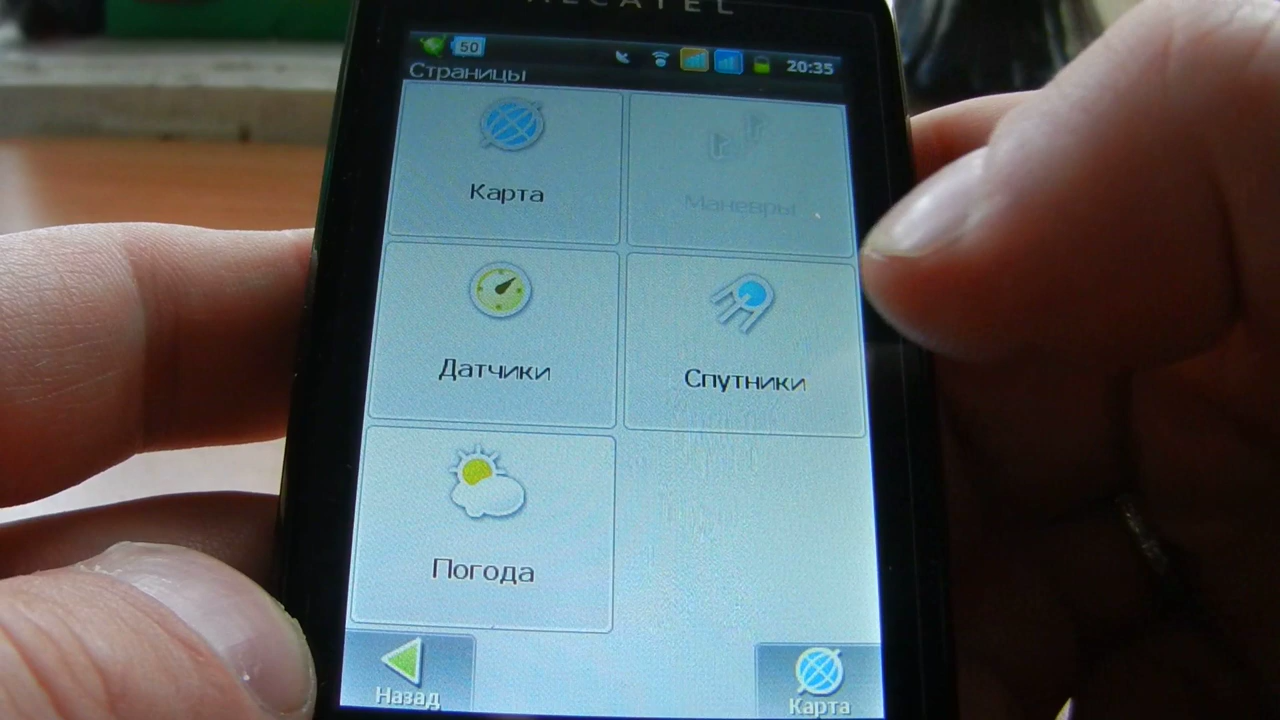 ALCATEL
50
20:35
Страницы
Карта
Маневры
Датчики
Спутники
Погода
Назад
Карта